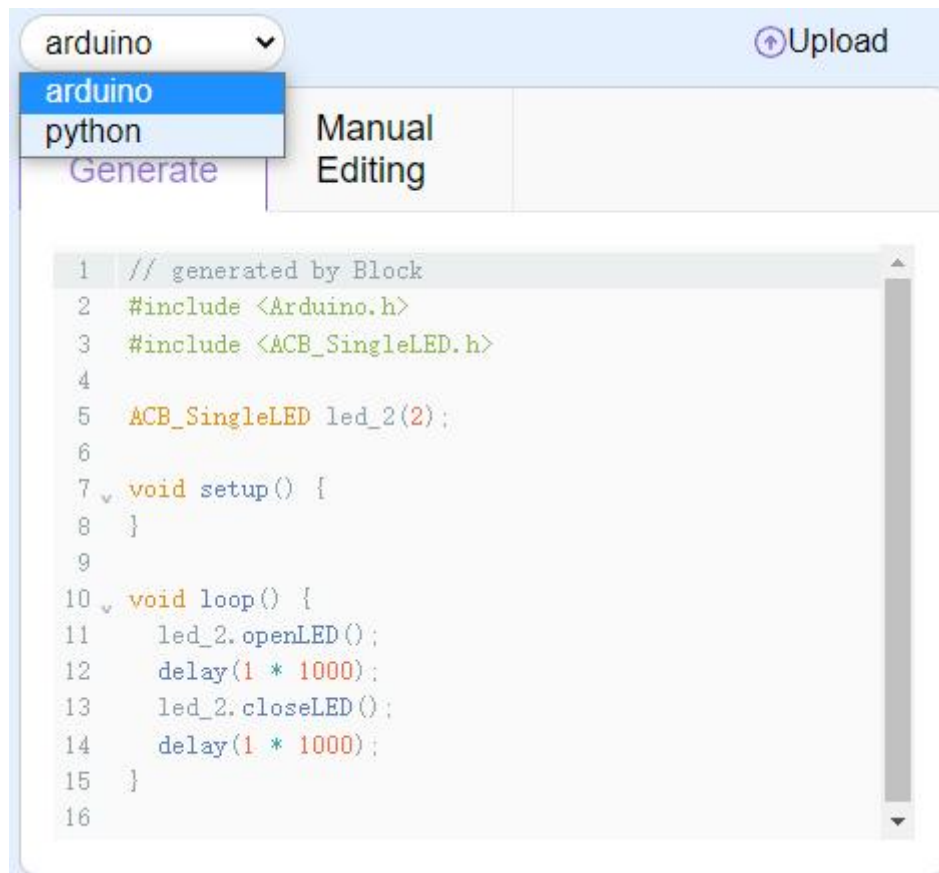 arduino
Upload
arduino
python
Manual
Editing
Generate
1 // generated by Block
2 #include <Arduino.h>
3 #include <ACB_SingleLED.h>
4
5 ACB_SingleLED led_2(2);
6
7 void setup() {
8 }
9
10 void loop() {
11   led_2.openLED();
12   delay(1 * 1000);
13   led_2.closeLED();
14   delay(1 * 1000);
15 }
16